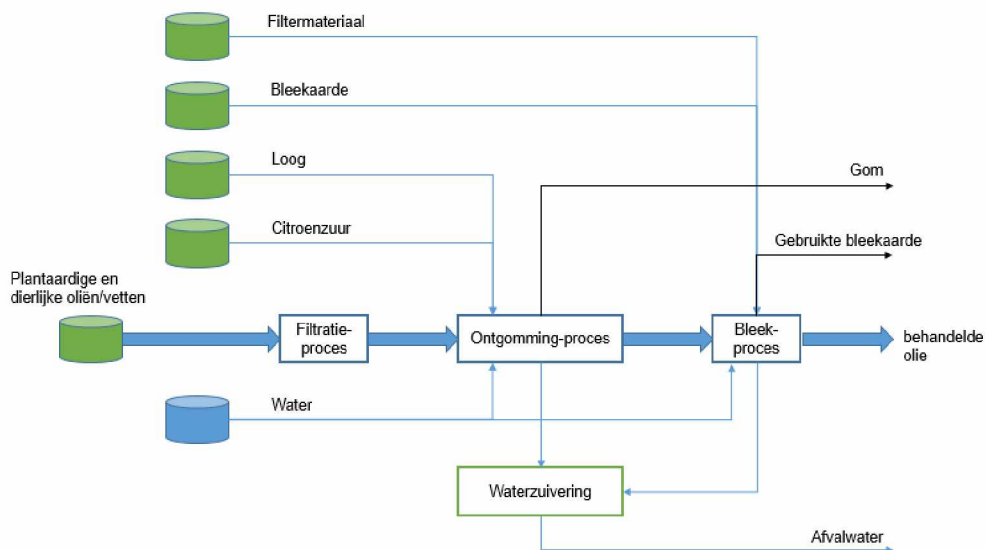 Filtermateriaal
Bleekaarde
Loog
Gom
Citroenzuur
Gebruikte bleekaarde
Plantaardige en
dierlijke oliën/vetten
Filtratie-
proces
Ontgomming-proces
Bleek-
proces
behandelde
olie
Water
Waterzuivering
Afvalwater